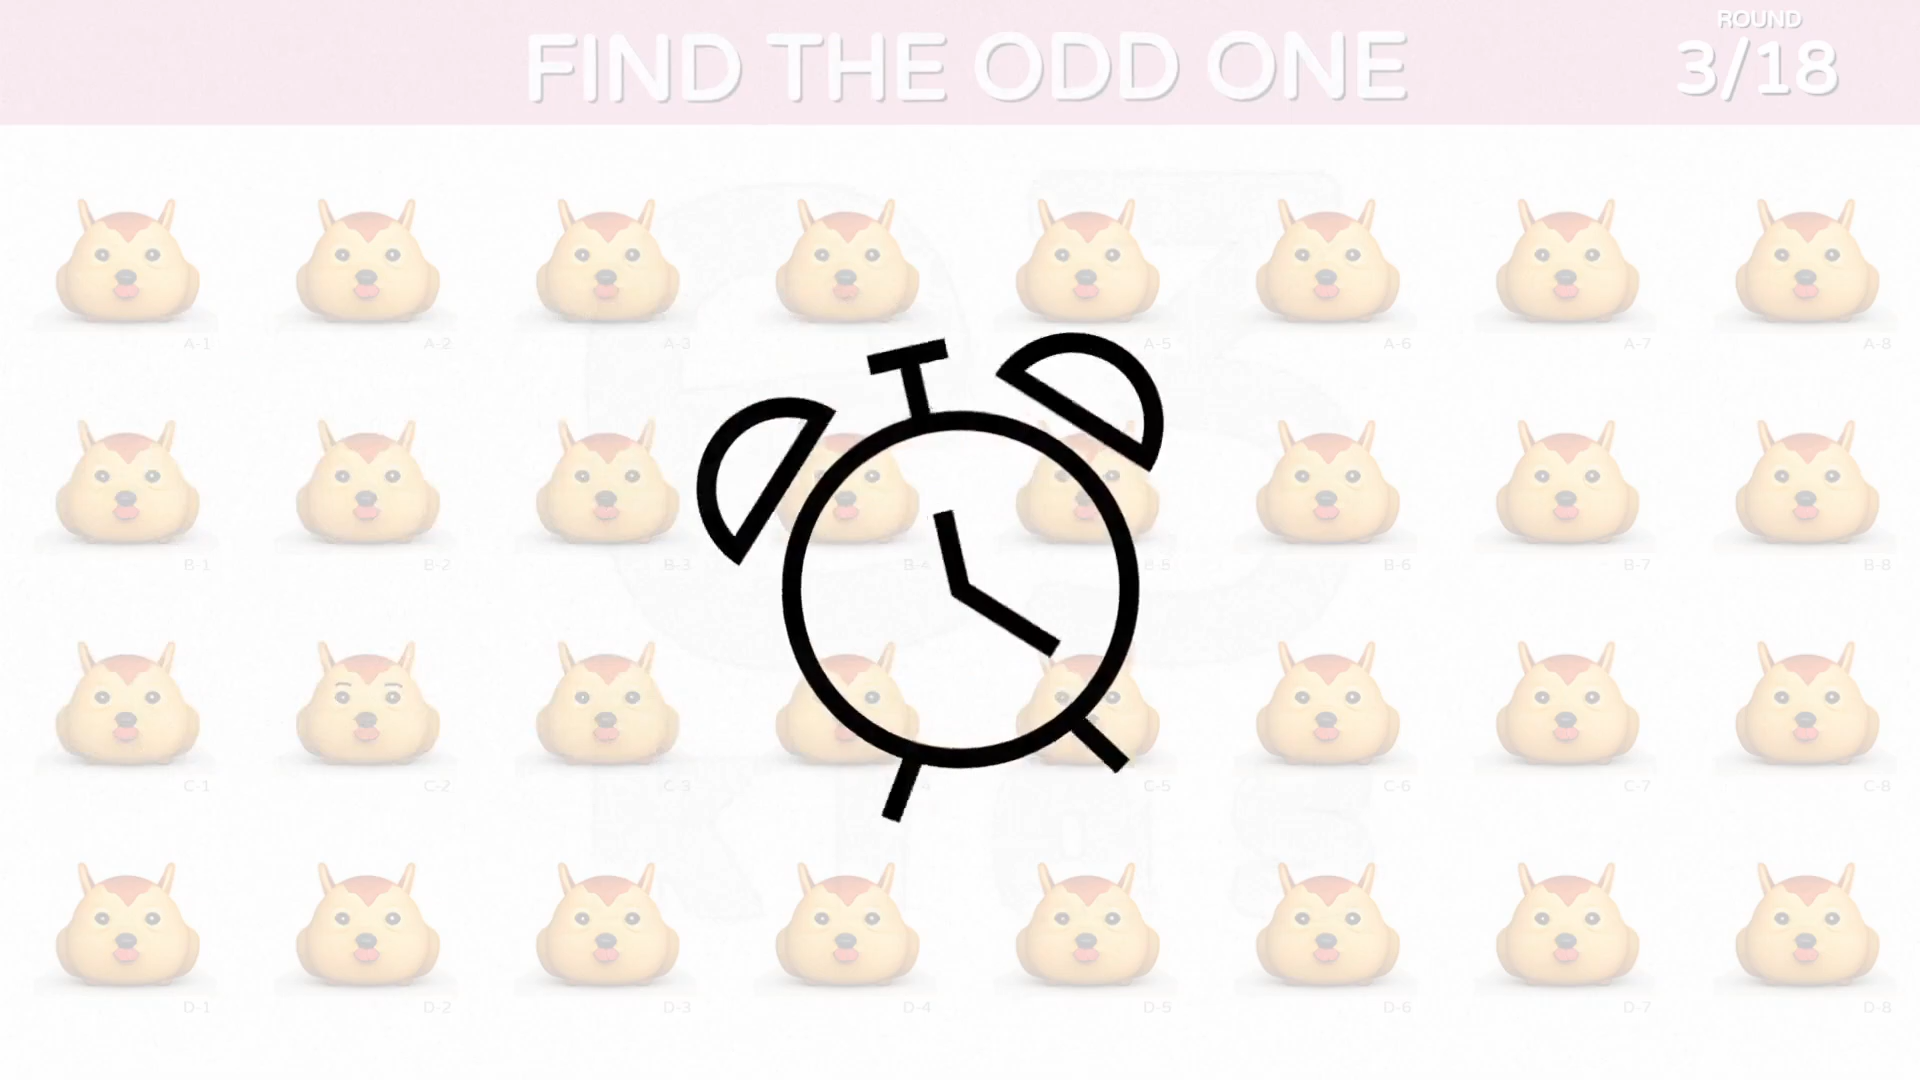 FIND THE ODD ONE
ROUND
3/18
A-1 A-2 A-3 A-5 A-6 A-7 A-8
B-1 B-2 B-3 B-4 B-5 B-6 B-7 B-8
C-1 C-2 C-3 C-5 C-6 C-7 C-8
D-1 D-2 D-3 D-4 D-5 D-6 D-7 D-8